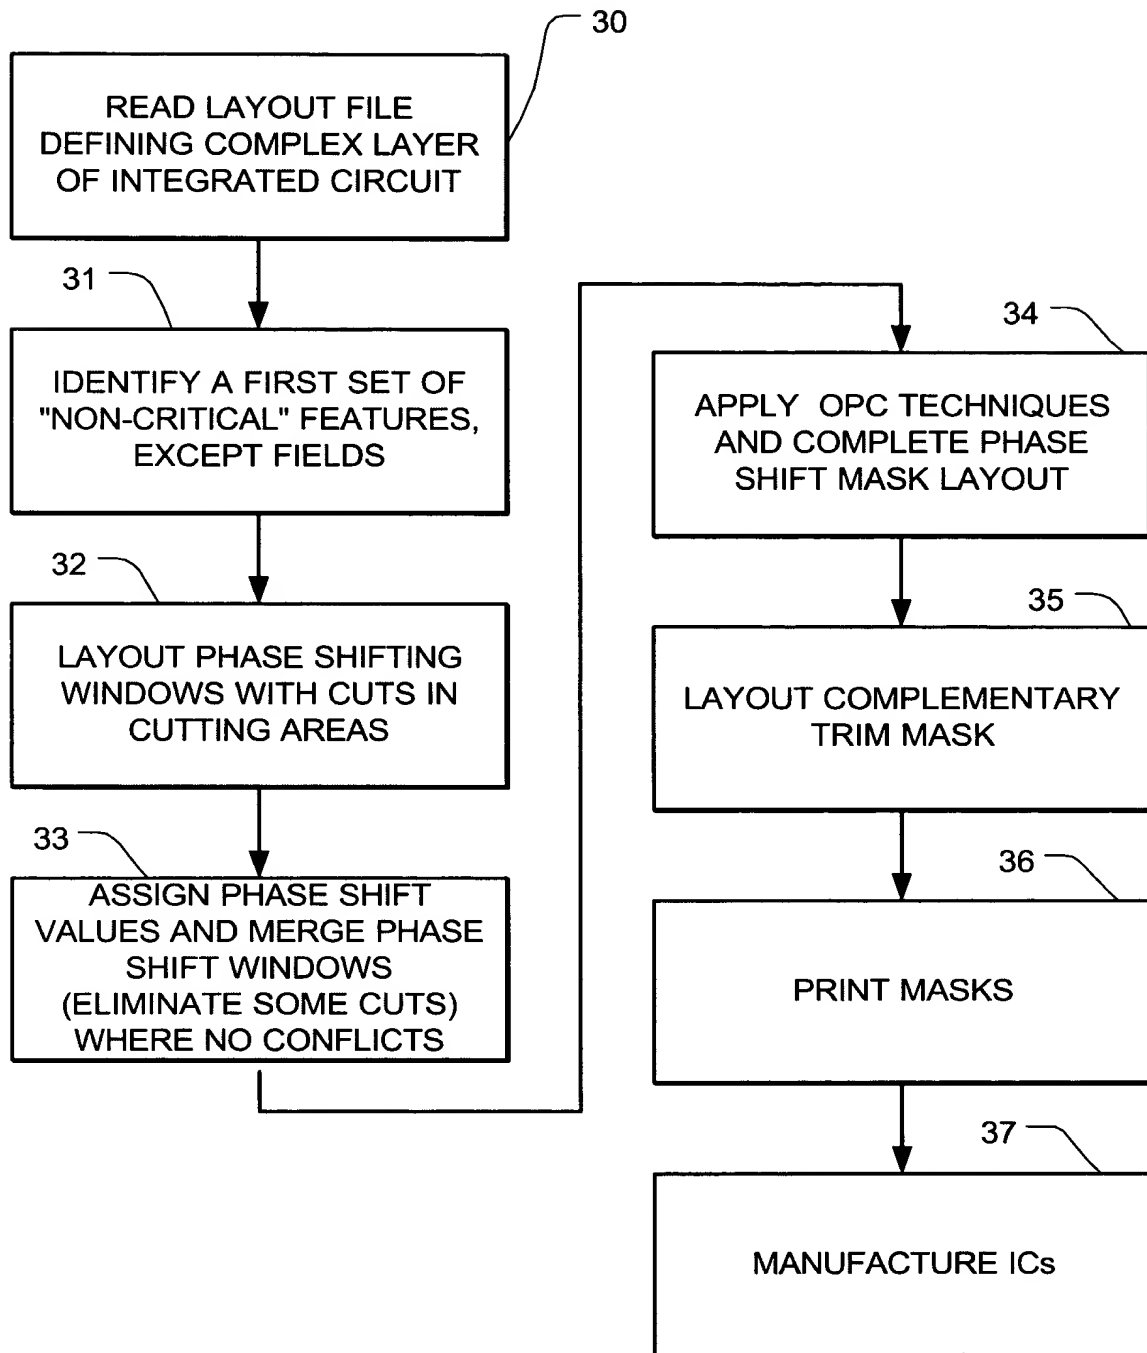 30
READ LAYOUT FILE
DEFINING COMPLEX LAYER
OF INTEGRATED CIRCUIT
31
IDENTIFY A FIRST SET OF
"NON-CRITICAL" FEATURES,
EXCEPT FIELDS
32
LAYOUT PHASE SHIFTING
WINDOWS WITH CUTS IN
CUTTING AREAS
33
ASSIGN PHASE SHIFT
VALUES AND MERGE PHASE
SHIFT WINDOWS
(ELIMINATE SOME CUTS)
WHERE NO CONFLICTS
34
APPLY OPC TECHNIQUES
AND COMPLETE PHASE
SHIFT MASK LAYOUT
35
LAYOUT COMPLEMENTARY
TRIM MASK
36
PRINT MASKS
37
MANUFACTURE ICs